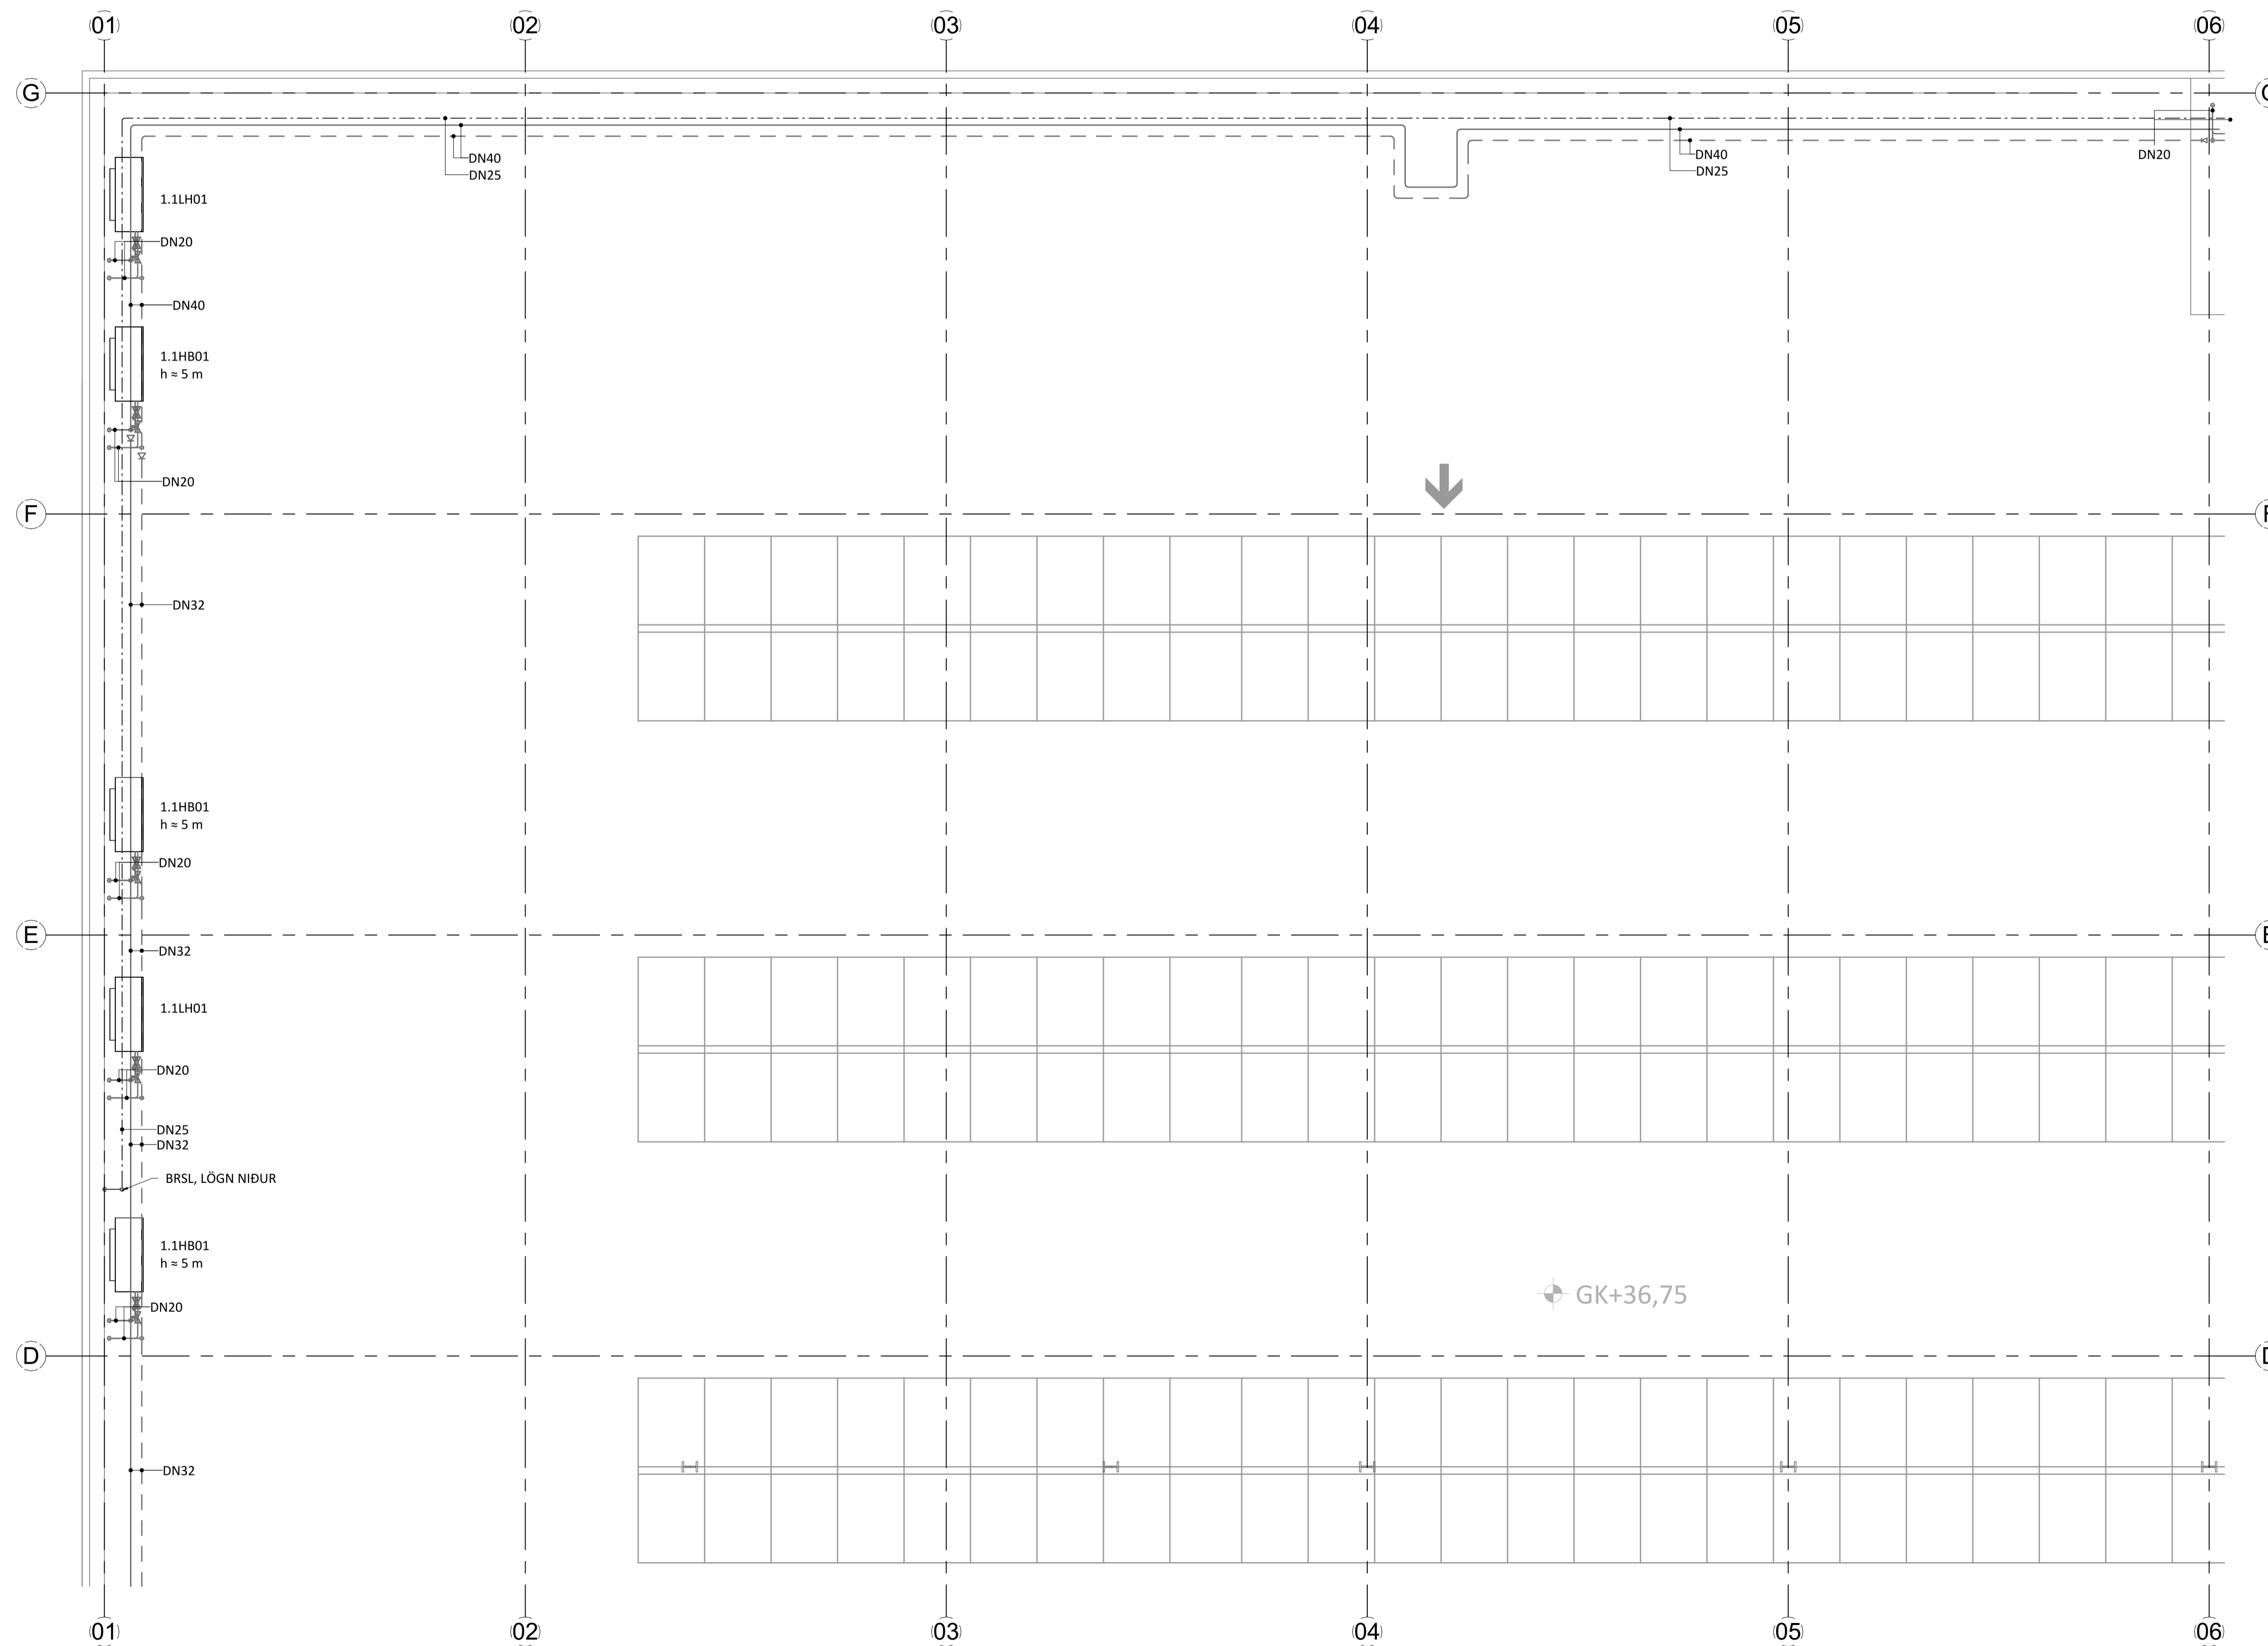 (01) (02) (03) (04) (05) (06)
G
DN40
DN25
DN40
DN25
DN20
1.1LH01
DN20
DN40
1.1HB01
h ≈ 5 m
DN20
F
DN32
1.1HB01
h ≈ 5 m
DN20
E
DN32
1.1LH01
DN20
DN25
DN32
BRSL, LÖGN NIÐUR
1.1HB01
h ≈ 5 m
GK+36,75
DN20
D
DN32
(01) (02) (03) (04) (05) (06)